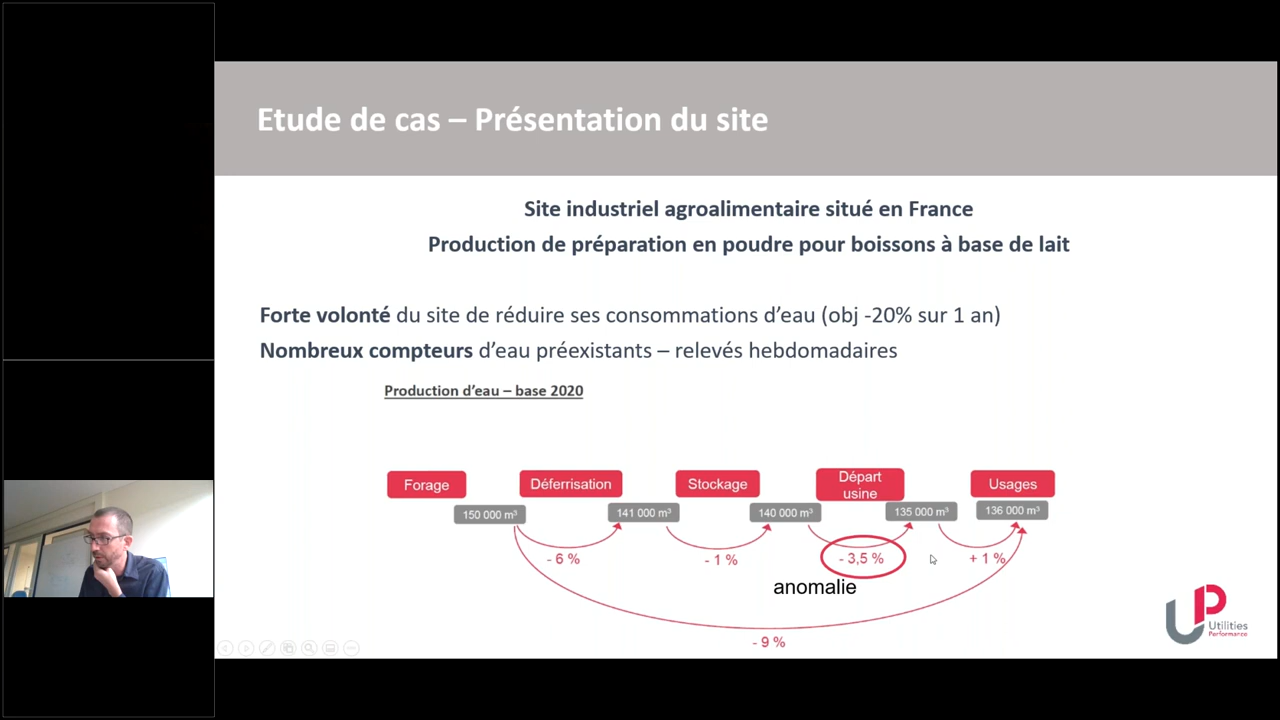 Etude de cas – Présentation du site
Site industriel agroalimentaire situé en France
Production de préparation en poudre pour boissons à base de lait
Forte volonté du site de réduire ses consommations d’eau (obj -20% sur 1 an)
Nombreux compteurs d’eau préexistants – relevés hebdomadaires
Production d’eau – base 2020
Forage
Déferrisation
Stockage
Départ
usine
Usages
150 000 m³
141 000 m³
140 000 m³
135 000 m³
136 000 m³
- 6 %
- 1 %
- 3,5 %
+ 1 %
anomalie
- 9 %
UP
Utilities
Performance